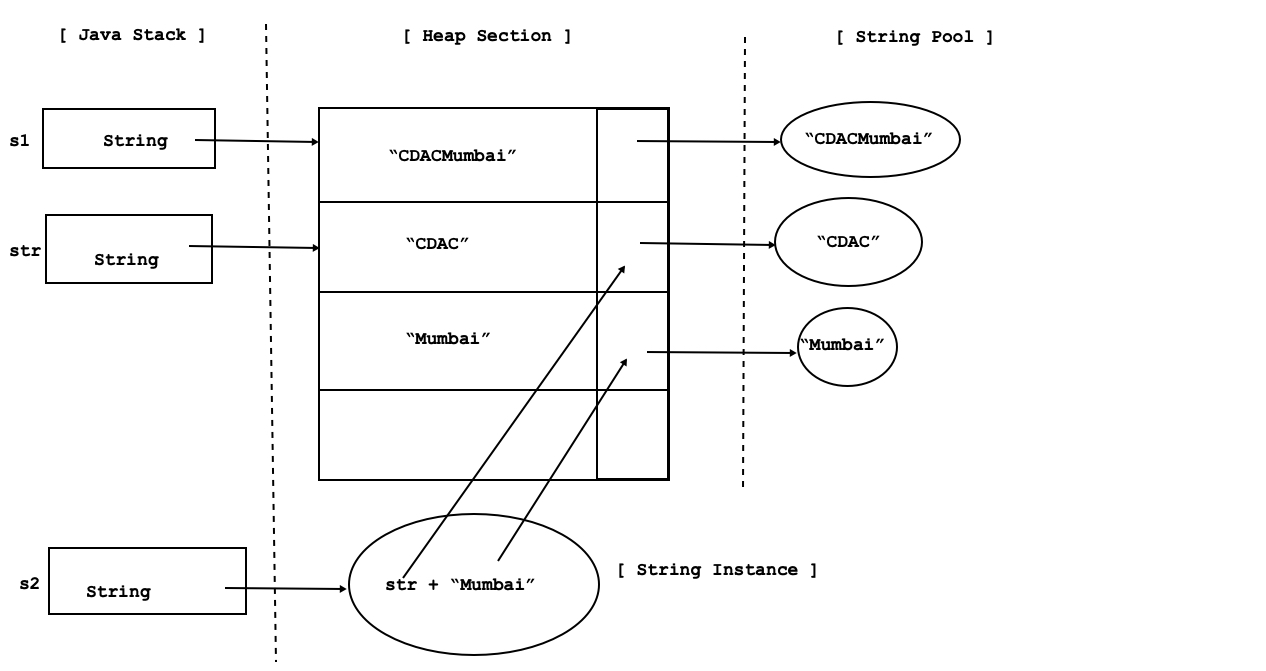 [ Java Stack ]
[ Heap Section ]
[ String Pool ]
s1
String
“CDACMumbai”
“CDACMumbai”
str
String
“CDAC”
“CDAC”
“Mumbai”
“Mumbai”
s2
String
str + “Mumbai”
[ String Instance ]